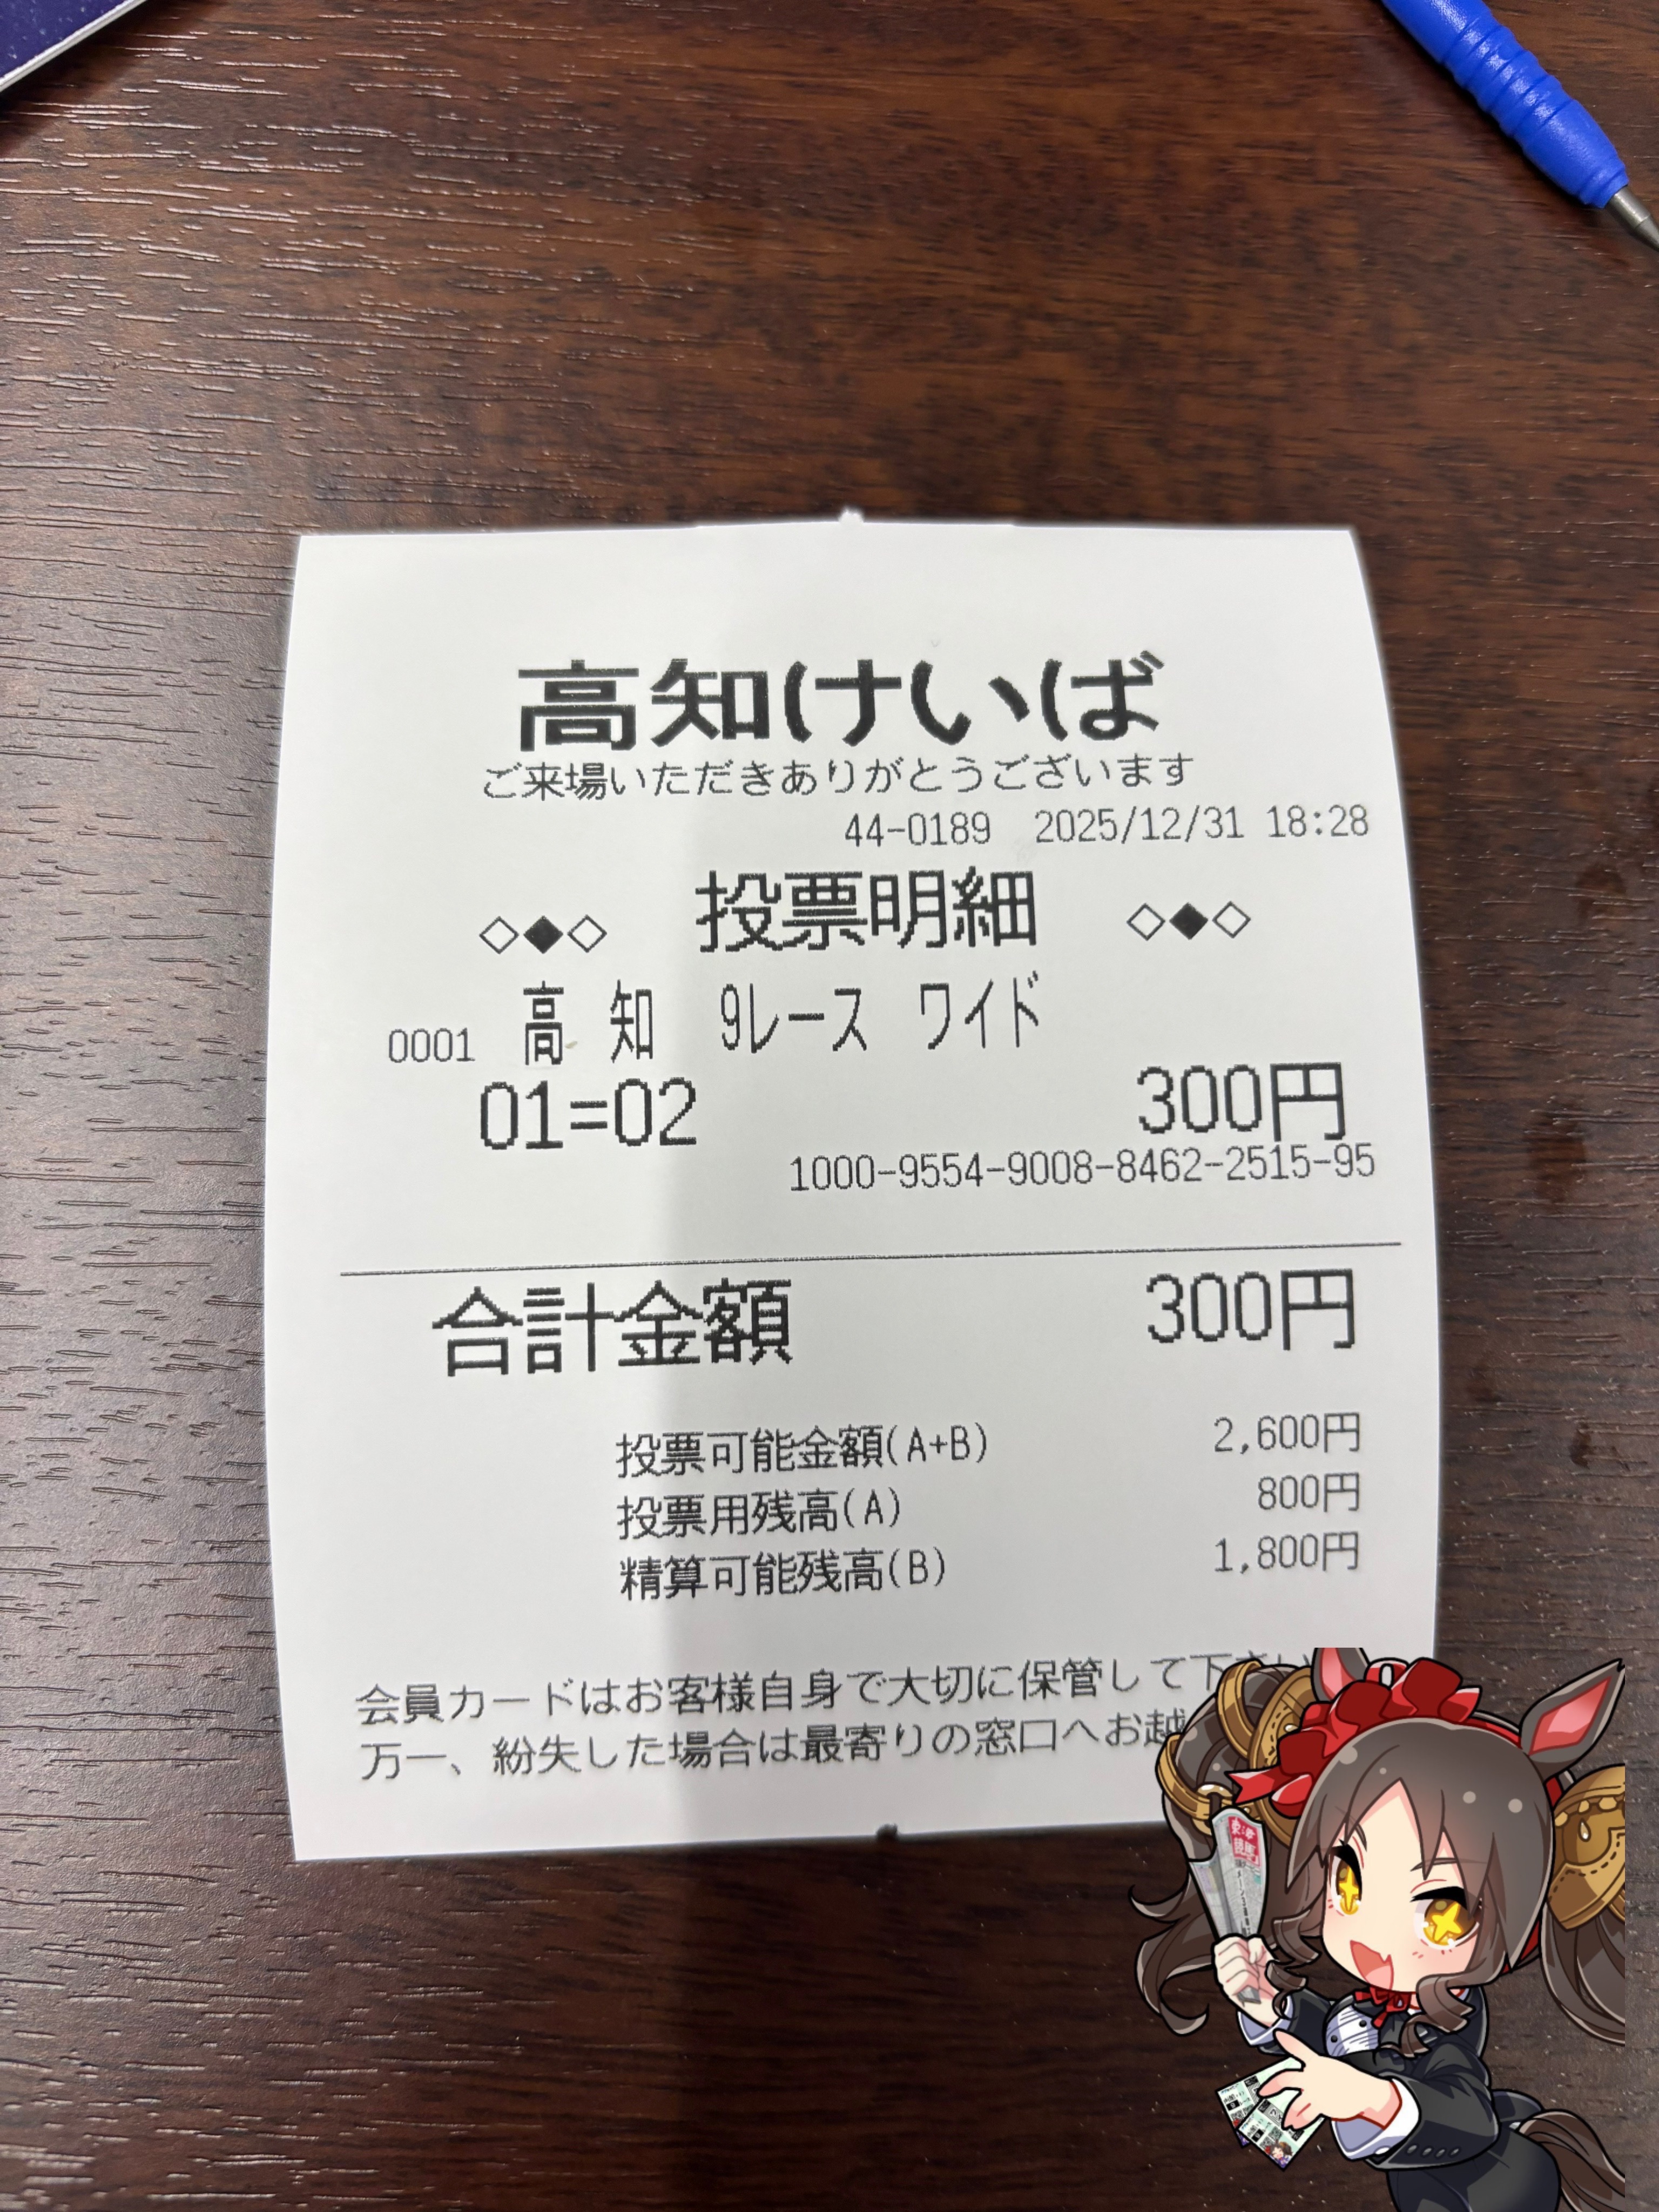 高知けいば
ご来場いただきありがとうございます
44-0189 2025/12/31 18:28
◇◆◇ 投票明細 ◇◆◇
0001 高 知 9レース ワイド
01=02 300円
1000-9554-9008-8462-2515-95
合計金額 300円
投票可能金額(A+B) 2,600円
投票用残高(A) 800円
精算可能残高(B) 1,800円
会員カードはお客様自身で大切に保管して下さい
万一、紛失した場合は最寄りの窓口へお越